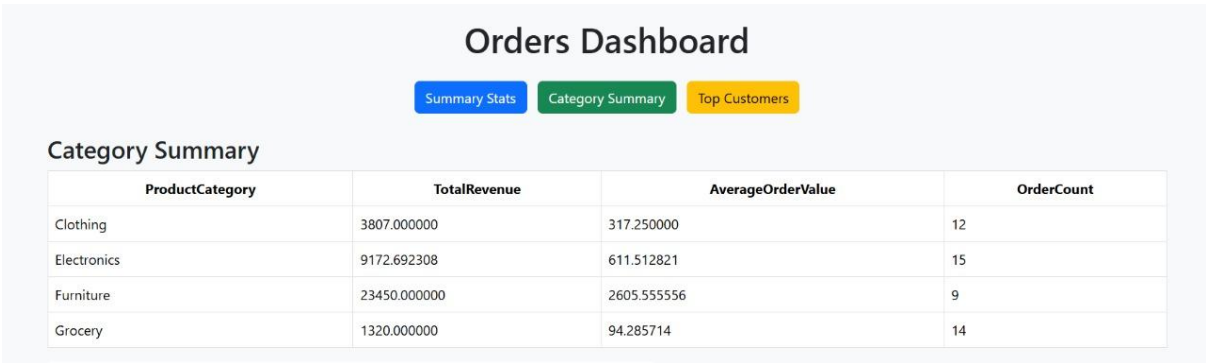 Orders Dashboard
Summary Stats Category Summary Top Customers
Category Summary
ProductCategory TotalRevenue AverageOrderValue OrderCount
Clothing 3807.000000 317.250000 12
Electronics 9172.692308 611.512821 15
Furniture 23450.000000 2605.555556 9
Grocery 1320.000000 94.285714 14